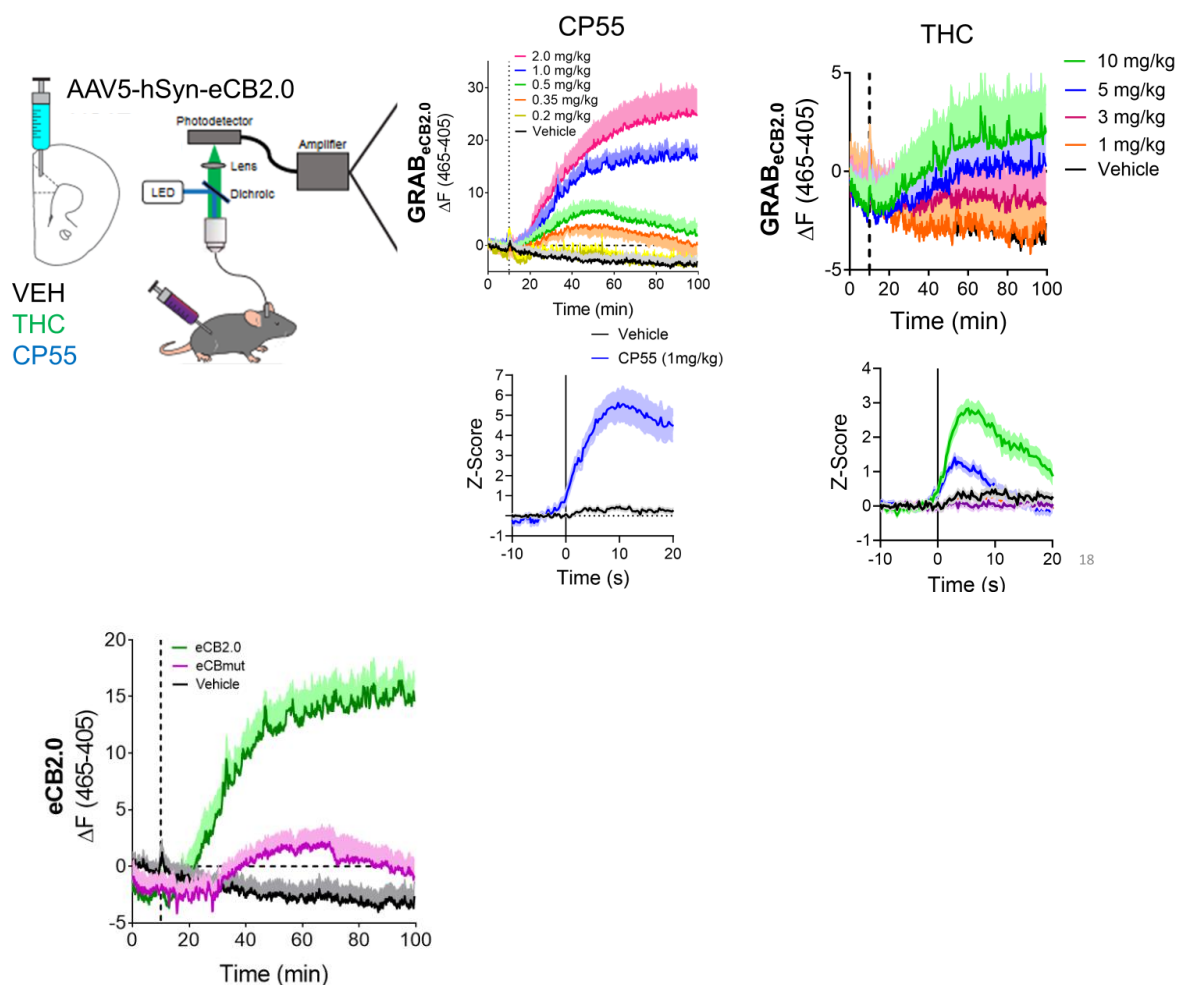 AAV5-hSyn-eCB2.0
Photodetector
Amplifier
Lens
LED
Dichroic
VEH
THC
CP55
CP55
2.0 mg/kg
1.0 mg/kg
0.5 mg/kg
0.35 mg/kg
0.2 mg/kg
Vehicle
GRABeCB2.0
ΔF (465-405)
30
20
10
0
0 20 40 60 80 100
Time (min)
THC
10 mg/kg
5 mg/kg
3 mg/kg
1 mg/kg
Vehicle
GRABeCB2.0
ΔF (465-405)
5
0
-5
0 20 40 60 80 100
Time (min)
Vehicle
CP55 (1mg/kg)
Z-Score
7
6
5
4
3
2
1
-1
-10 0 10 20
Time (s)
Z-Score
4
3
2
1
0
-1
-10 0 10 20
Time (s)
18
eCB2.0
eCBmut
Vehicle
eCB2.0
ΔF (465-405)
20
15
10
5
0
-5
0 20 40 60 80 100
Time (min)